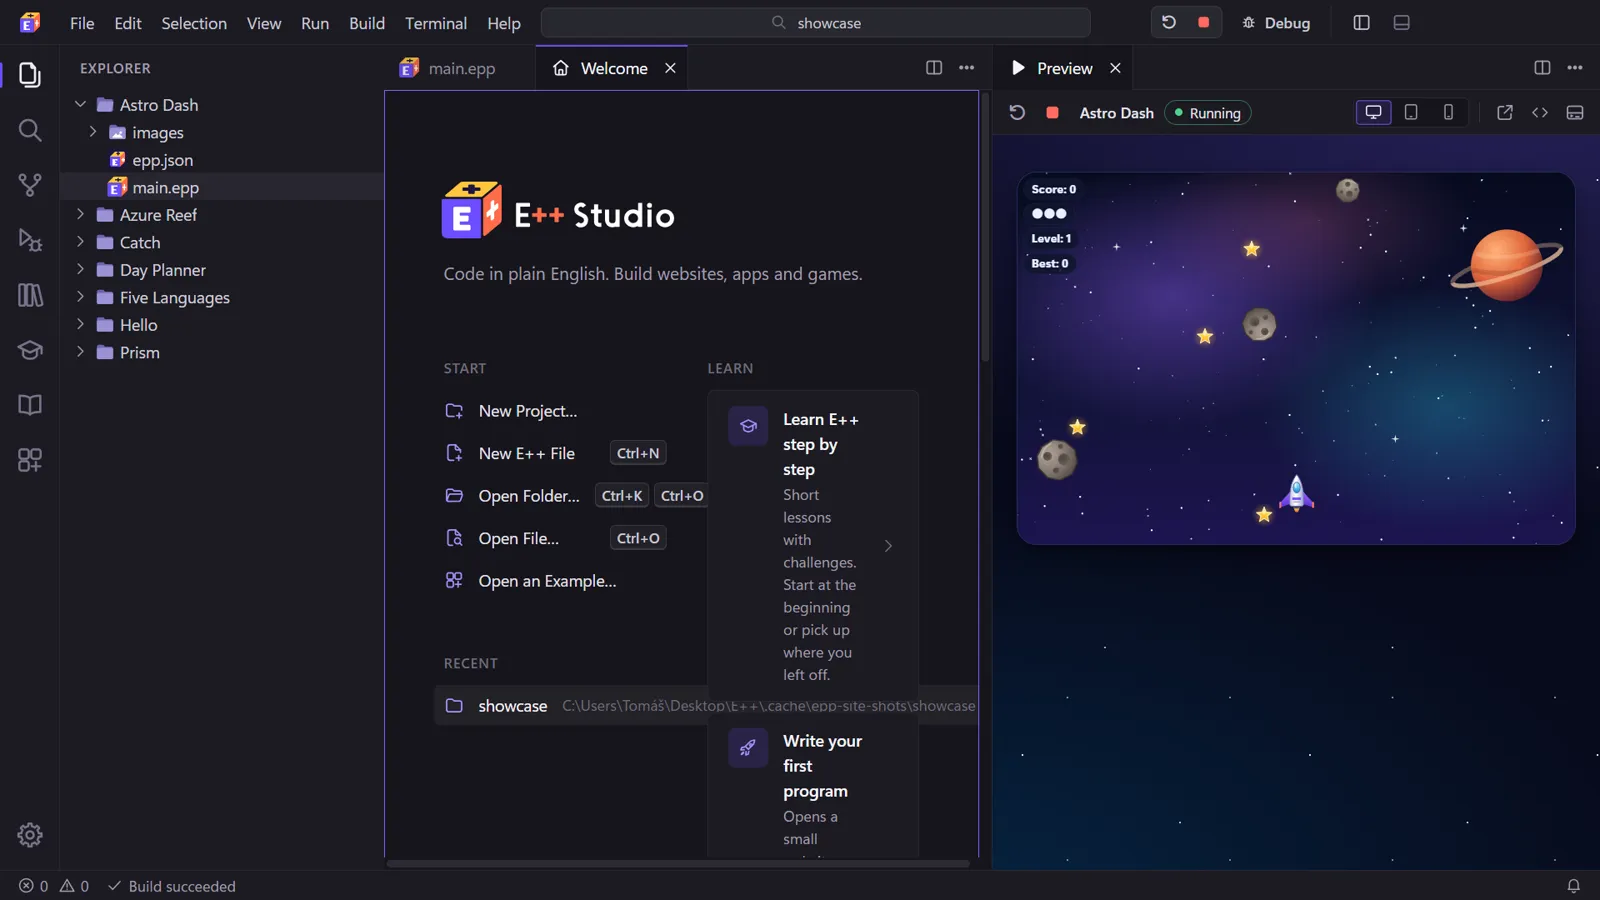 File Edit Selection View Run Build Terminal Help
showcase
Debug
EXPLORER
Astro Dash
images
epp.json
main.epp
Azure Reef
Catch
Day Planner
Five Languages
Hello
Prism
main.epp
Welcome
E E++ Studio
Code in plain English. Build websites, apps and games.
START
New Project...
New E++ File Ctrl+N
Open Folder... Ctrl+K Ctrl+O
Open File... Ctrl+O
Open an Example...
RECENT
showcase C:\Users\Tomáš\Desktop\E++\.cache\epp-site-shots\showcase
LEARN
Learn E++
step by
step
Short
lessons
with
challenges.
Start at the
beginning
or pick up
where you
left off.
Write your
first
program
Opens a
small
Preview
Astro Dash Running
Score: 0
Level: 1
Best: 0
0 0 Build succeeded